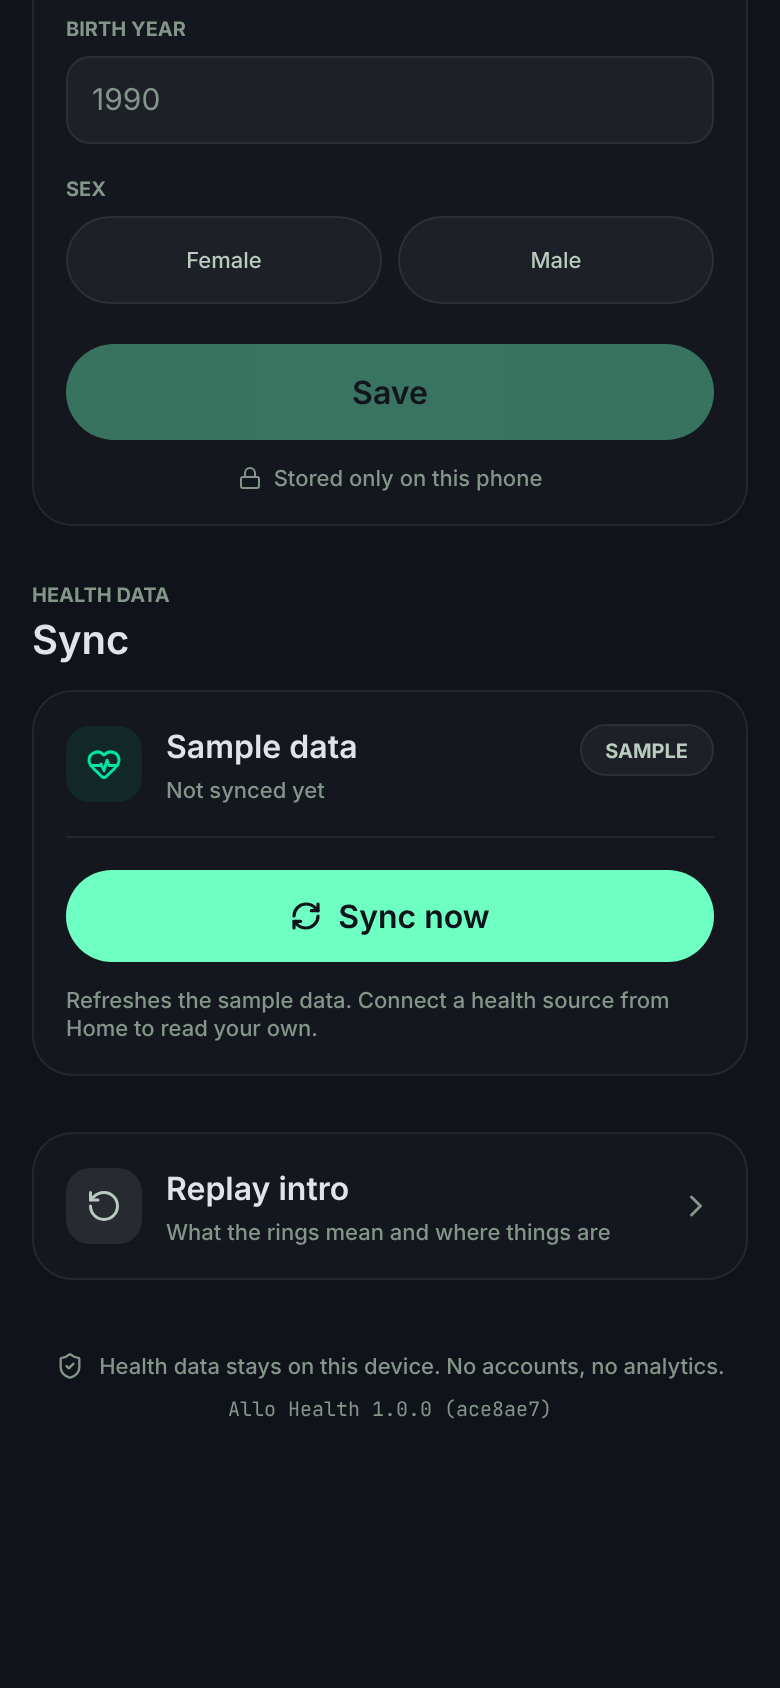 BIRTH YEAR
1990
SEX
Female
Male
Save
Stored only on this phone
HEALTH DATA
Sync
Sample data
SAMPLE
Not synced yet
Sync now
Refreshes the sample data. Connect a health source from
Home to read your own.
Replay intro
What the rings mean and where things are
Health data stays on this device. No accounts, no analytics.
Allo Health 1.0.0 (ace8ae7)